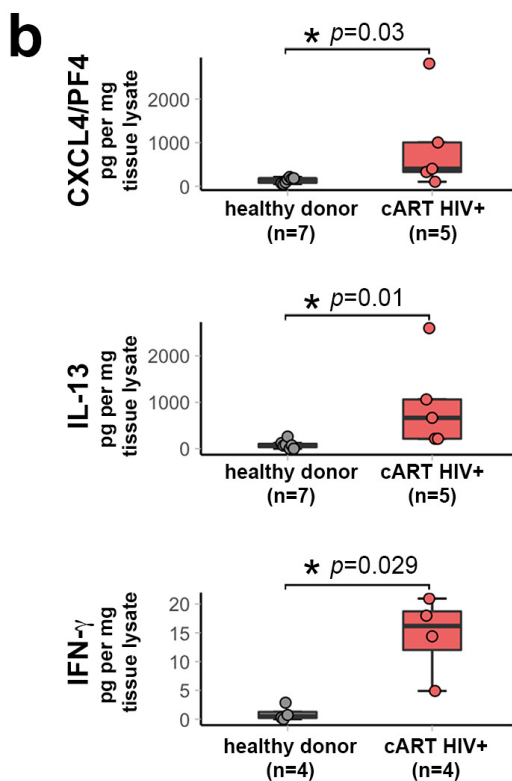 b
* p=0.03
CXCL4/PF4
pg per mg
tissue lysate
2000
1000
0
healthy donor
(n=7)
cART HIV+
(n=5)
* p=0.01
IL-13
pg per mg
tissue lysate
2000
1000
0
healthy donor
(n=7)
cART HIV+
(n=5)
* p=0.029
IFN-γ
pg per mg
tissue lysate
20
15
10
5
0
healthy donor
(n=4)
cART HIV+
(n=4)